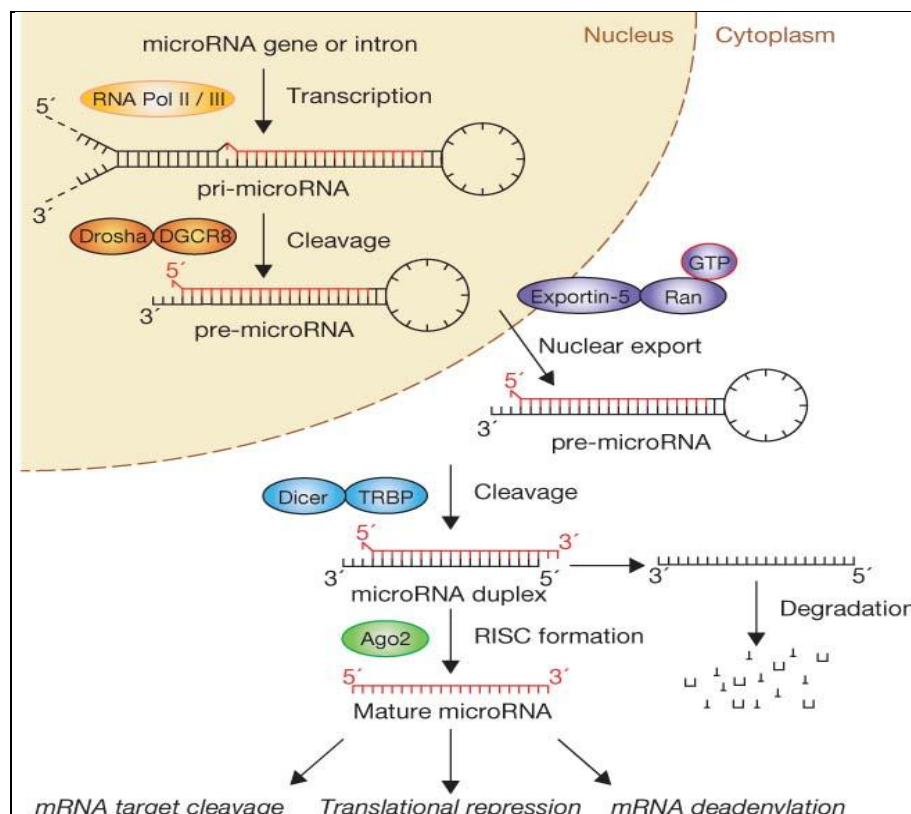 microRNA gene or intron
Nucleus
Cytoplasm
RNA Pol II / III
Transcription
5´
3´
pri-microRNA
Drosha
DGCR8
Cleavage
5´
3´
pre-microRNA
GTP
Exportin-5
Ran
Nuclear export
5´
3´
pre-microRNA
Dicer
TRBP
Cleavage
5´
3´
3´
5´
microRNA duplex
3´
5´
Degradation
Ago2
RISC formation
5´
3´
Mature microRNA
mRNA target cleavage
Translational repression
mRNA deadenylation